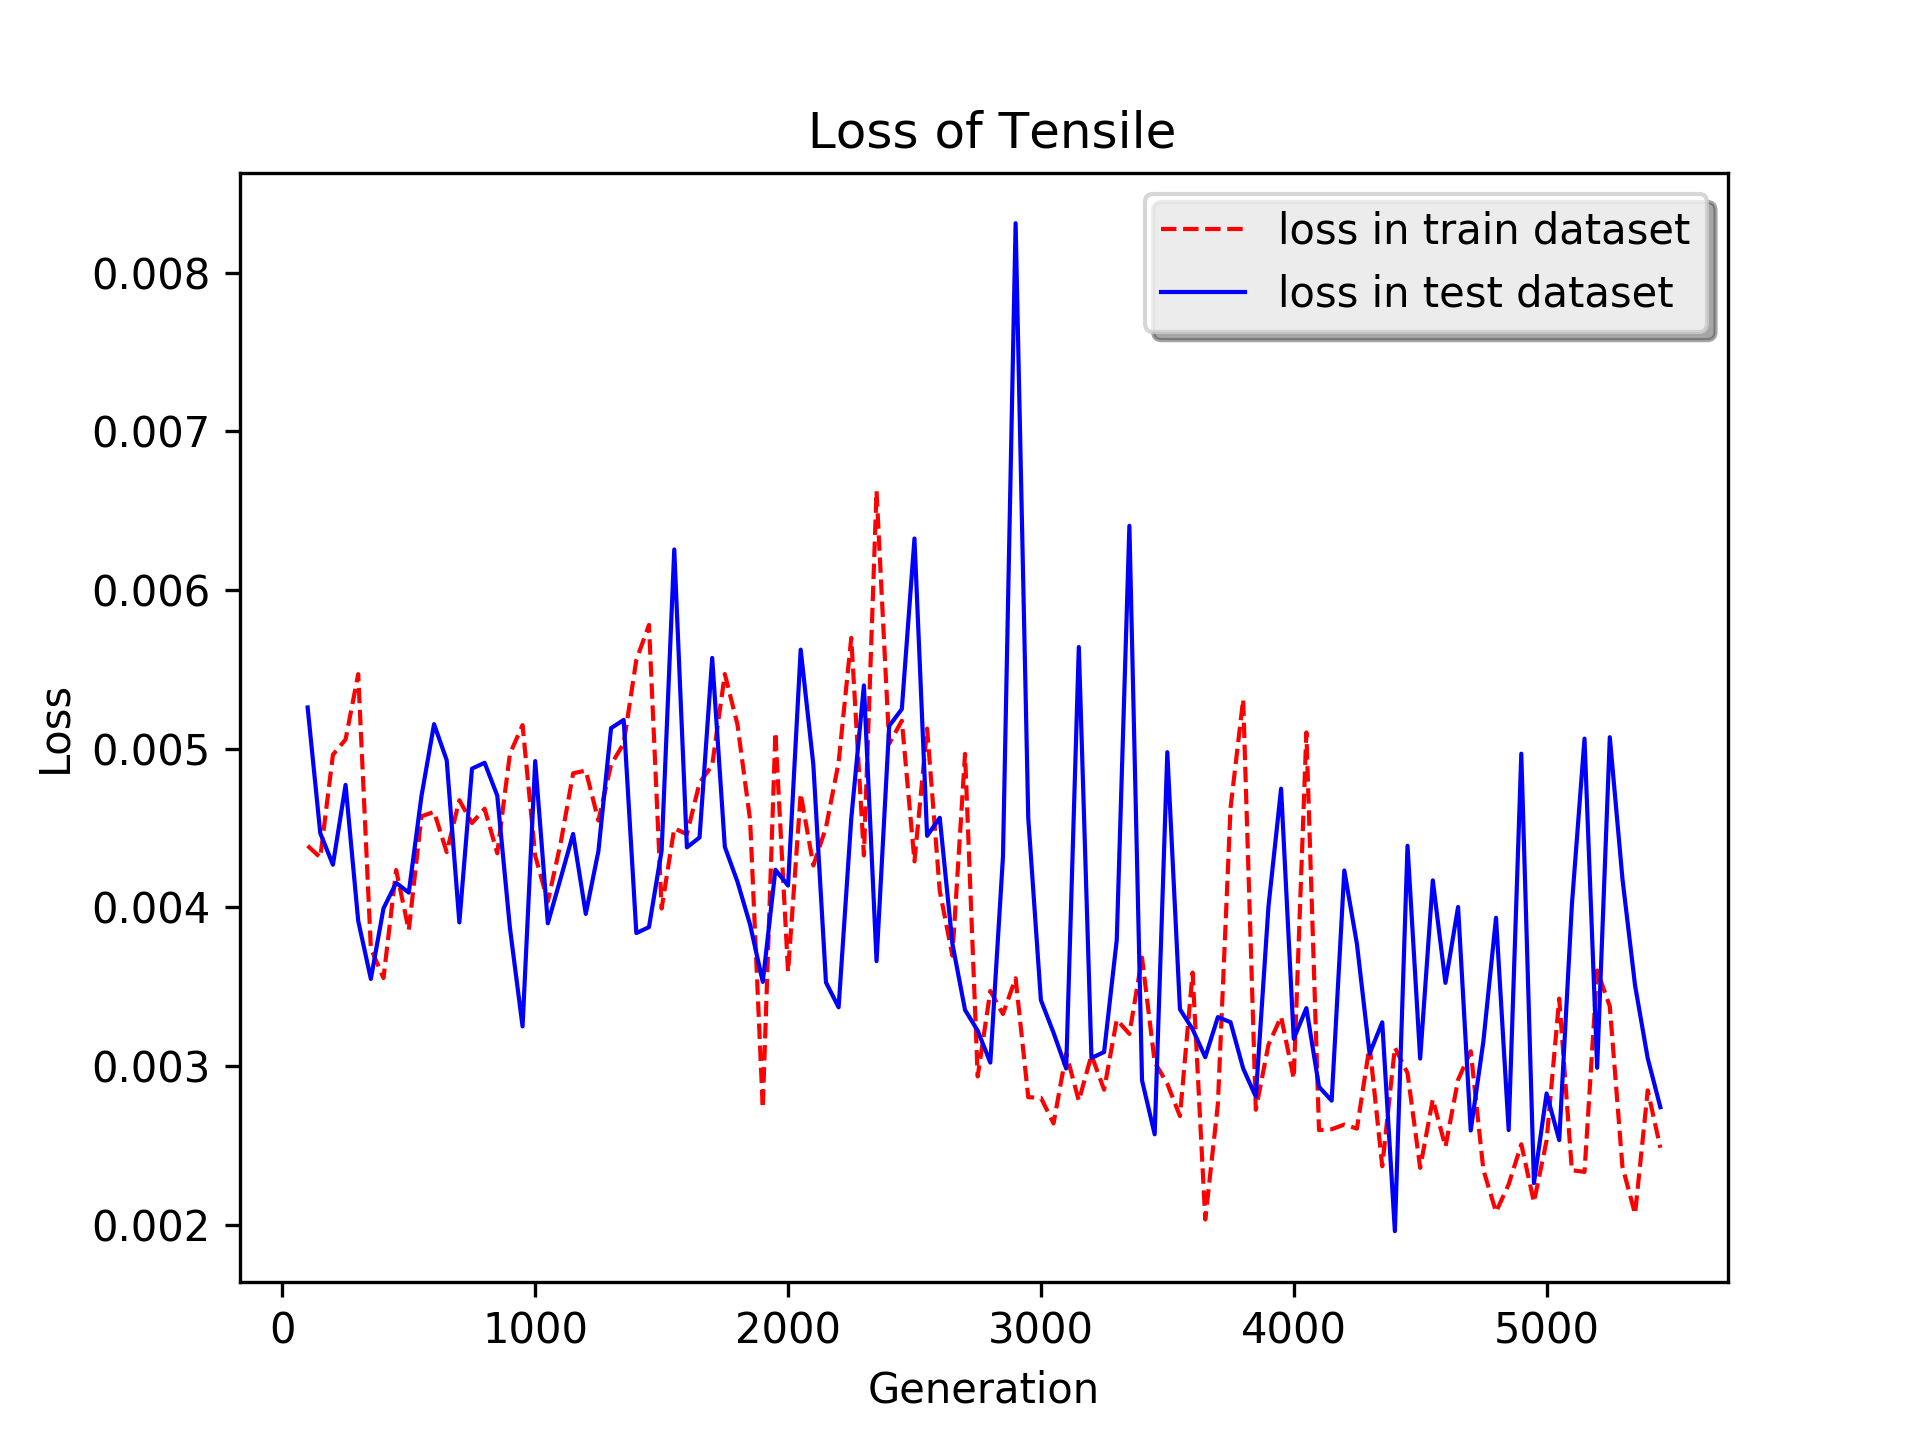 Loss of Tensile
loss in train dataset
loss in test dataset
0.008
0.007
0.006
0.005
0.004
0.003
0.002
Loss
0 1000 2000 3000 4000 5000
Generation